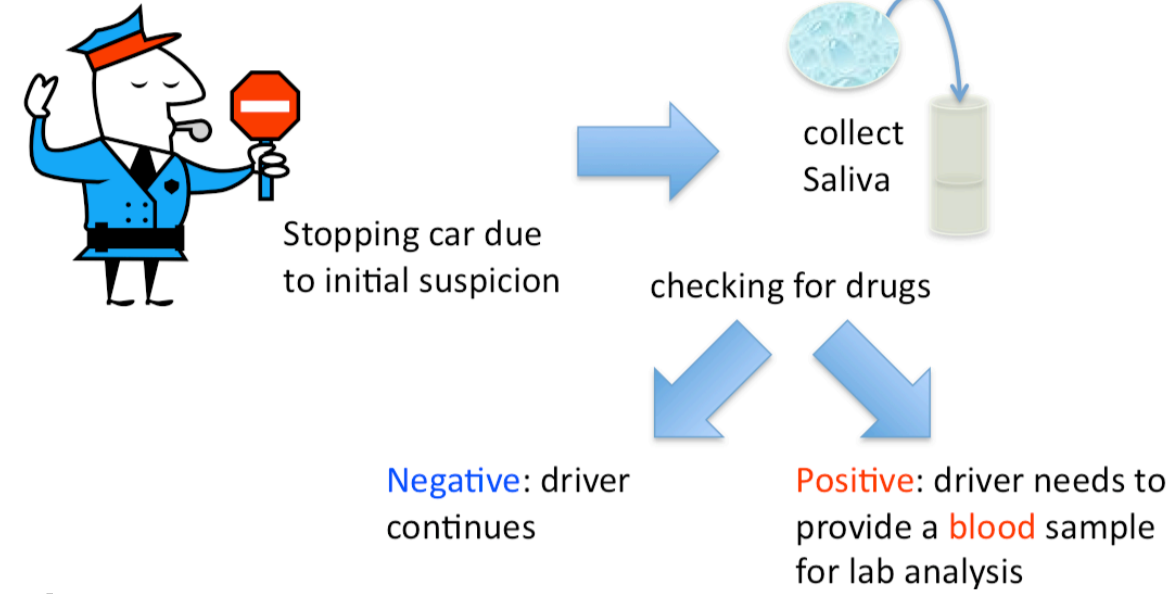 collect
Saliva
Stopping car due
to initial suspicion
checking for drugs
Negative: driver
continues
Positive: driver needs to
provide a blood sample
for lab analysis